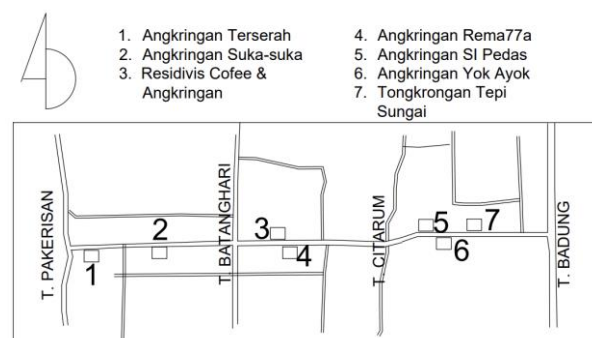 1. Angkringan Terserah
2. Angkringan Suka-suka
3. Residivis Cofee &
Angkringan
4. Angkringan Rema77a
5. Angkringan SI Pedas
6. Angkringan Yok Ayok
7. Tongkrongan Tepi
Sungai
T. PAKERISAN
T. BATANGHARI
T. CITARUM
T. BADUNG
1
2
3
4
5
6
7